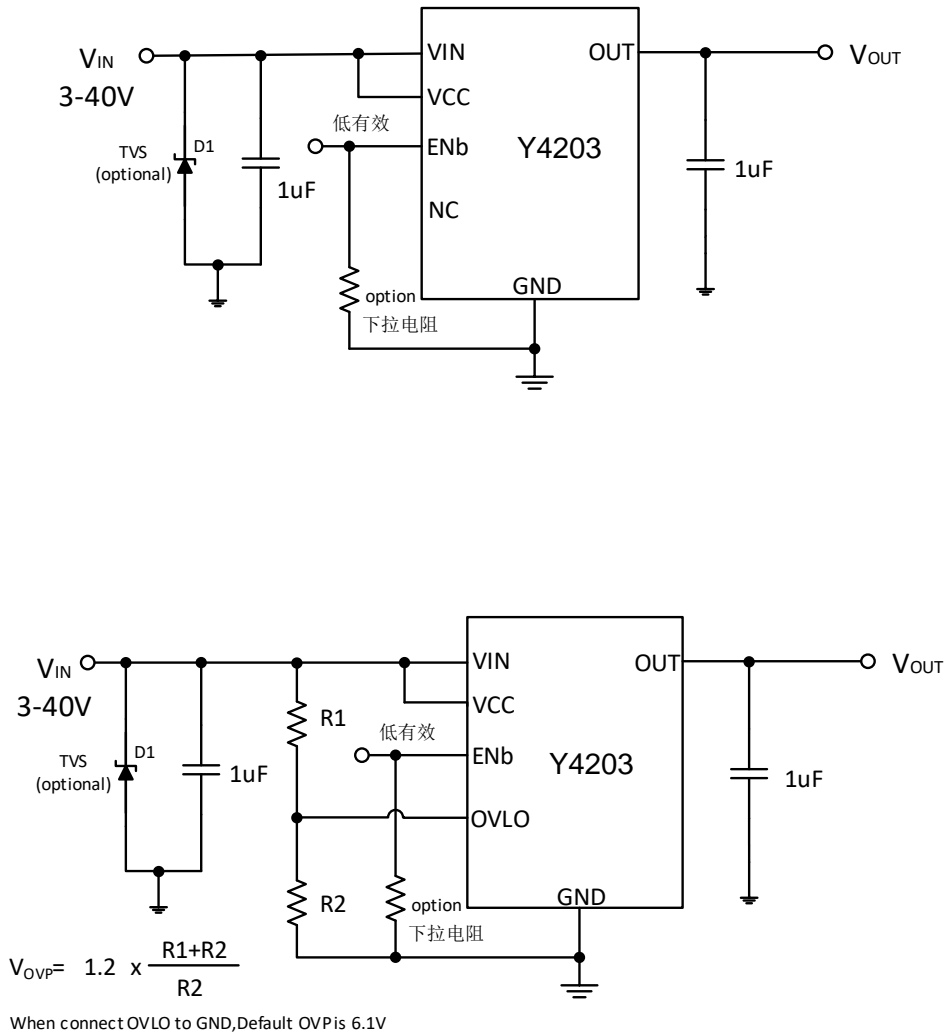 VIN
3-40V
TVS
(optional)
D1
1uF
低有效
VIN
VCC
ENb
NC
Y4203
OUT
GND
option
下拉电阻
VOUT
1uF
VIN
3-40V
TVS
(optional)
D1
1uF
R1
R2
低有效
VIN
VCC
ENb
OVLO
Y4203
OUT
GND
option
下拉电阻
VOUT
1uF
VOVP= 1.2 x R1+R2
R2
When connect OVLO to GND,Default OVP is 6.1V